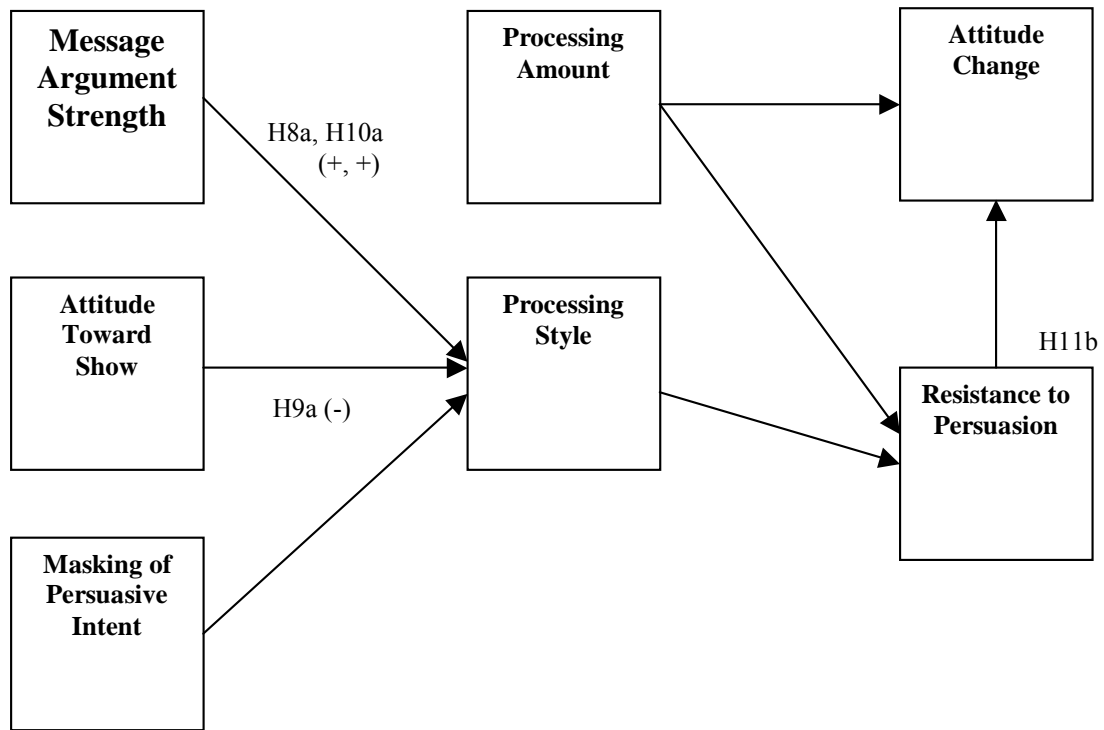 Message
Argument
Strength
Processing
Amount
Attitude
Change
H8a, H10a
(+, +)
Attitude
Toward
Show
Processing
Style
H9a (-)
H11b
Resistance to
Persuasion
Masking of
Persuasive
Intent